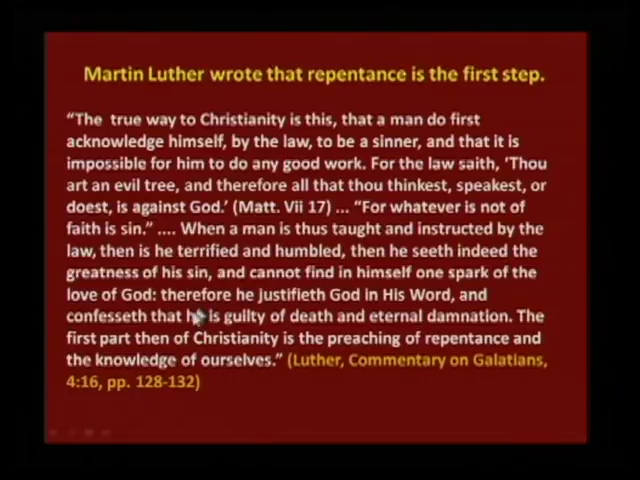 Martin Luther wrote that repentance is the first step.
“The true way to Christianity is this, that a man do first
acknowledge himself, by the law, to be a sinner, and that it is
impossible for him to do any good work. For the law saith, ‘Thou
art an evil tree, and therefore all that thou thinkest, speakest, or
doest, is against God.’ (Matt. Vii 17) ... “For whatever is not of
faith is sin.” .... When a man is thus taught and instructed by the
law, then is he terrified and humbled, then he seeth indeed the
greatness of his sin, and cannot find in himself one spark of the
love of God: therefore he justifieth God in His Word, and
confesseth that he is guilty of death and eternal damnation. The
first part then of Christianity is the preaching of repentance and
the knowledge of ourselves.” (Luther, Commentary on Galatians,
4:16, pp. 128-132)